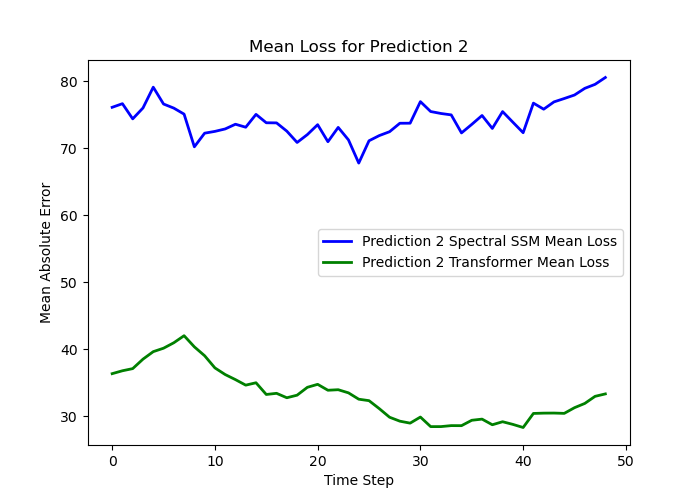 Mean Loss for Prediction 2
80
70
60
50
40
30
Mean Absolute Error
Prediction 2 Spectral SSM Mean Loss
Prediction 2 Transformer Mean Loss
0 10 20 30 40 50
Time Step